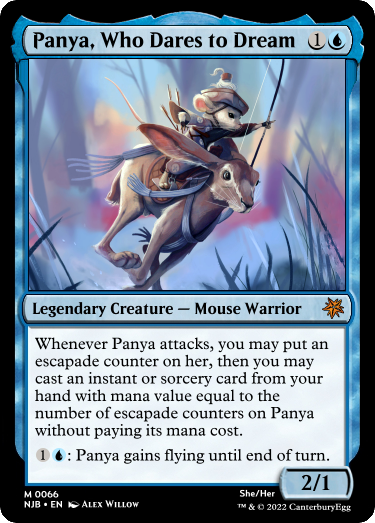 Panya, Who Dares to Dream 1
Legendary Creature — Mouse Warrior
Whenever Panya attacks, you may put an
escapade counter on her, then you may
cast an instant or sorcery card from your
hand with mana value equal to the
number of escapade counters on Panya
without paying its mana cost.
1 : Panya gains flying until end of turn.
2/1
M 0066
NJB • EN Alex Willow
She/Her
™ & © 2022 CanterburyEgg